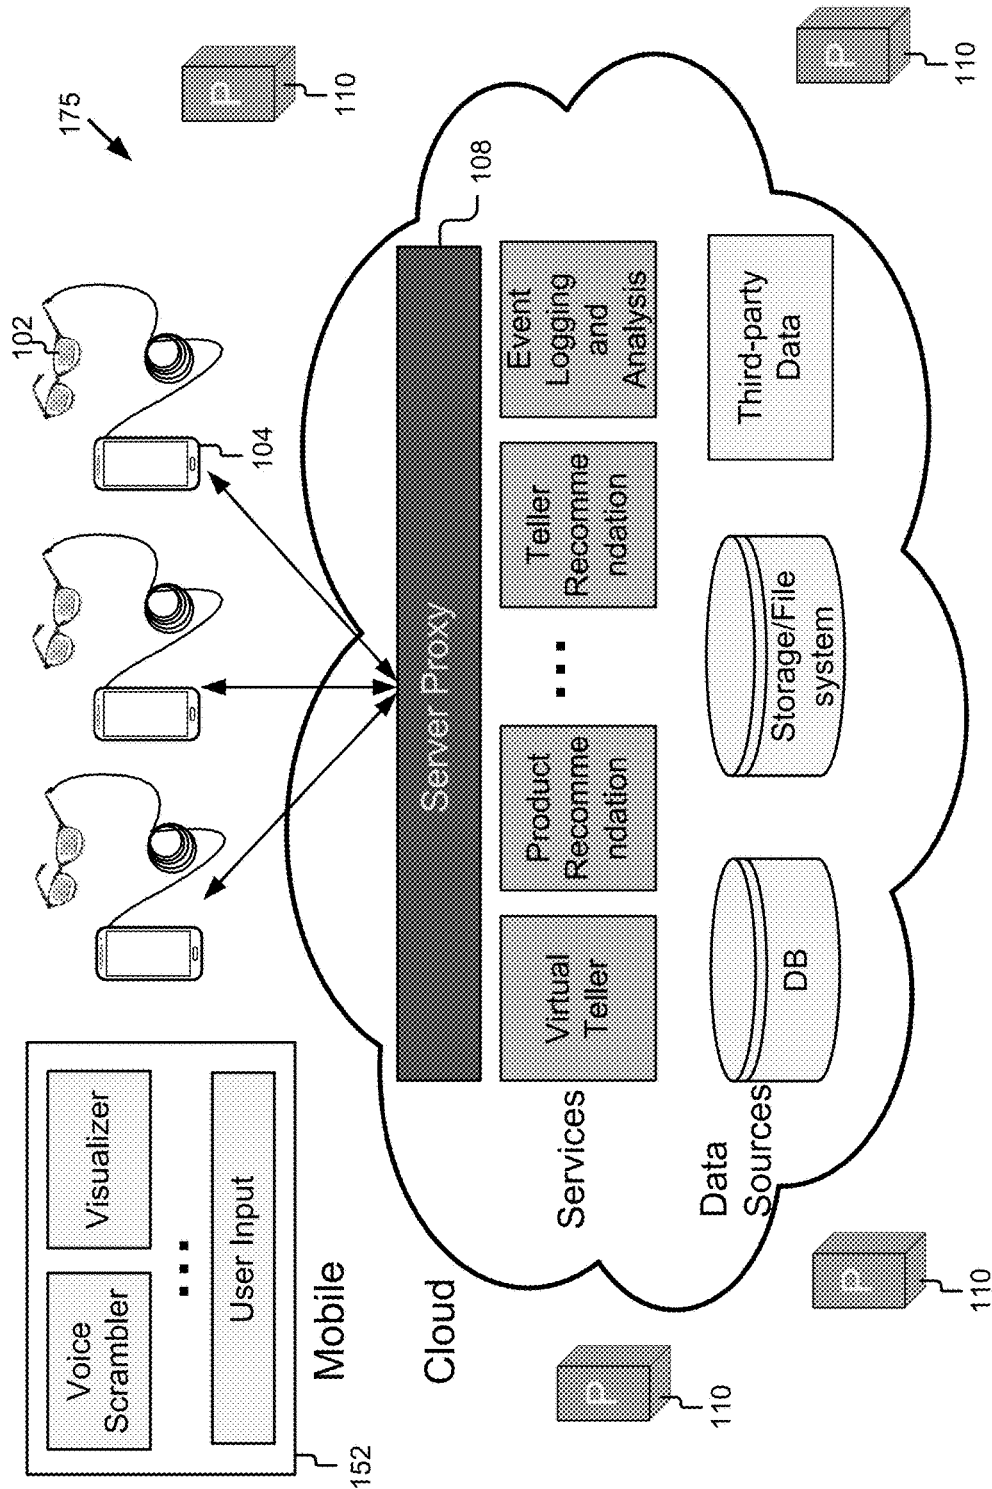 175
Voice
Scrambler
Visualizer
User Input
152
Mobile
102
104
P
110
Cloud
Server Proxy
108
Services
Virtual
Teller
Product
Recomme
ndation
Teller
Recomme
ndation
Event
Logging
and
Analysis
Data
Sources
DB
Storage/File
system
Third-party
Data
P
110
P
110
P
110